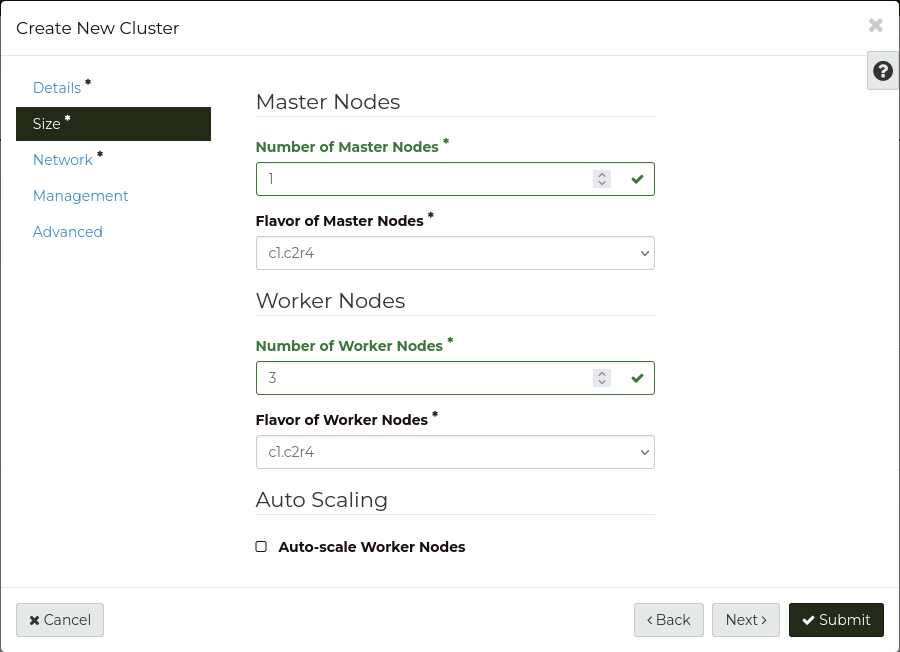 Create New Cluster
Details *
Size *
Network *
Management
Advanced
Master Nodes
Number of Master Nodes *
1
Flavor of Master Nodes *
c1.c2r4
Worker Nodes
Number of Worker Nodes *
3
Flavor of Worker Nodes *
c1.c2r4
Auto Scaling
Auto-scale Worker Nodes
Cancel
Back
Next
Submit